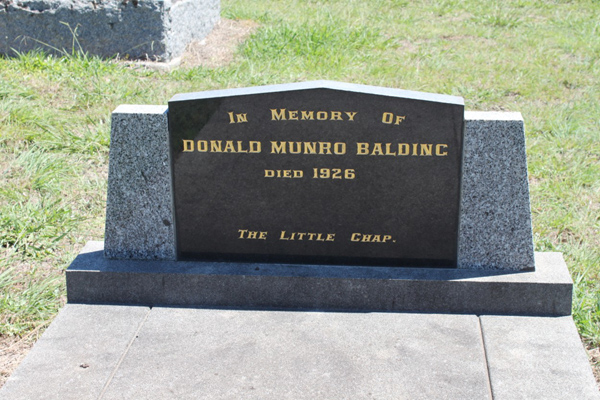 In Memory Of
DONALD MUNRO BALDING
DIED 1926
The Little Chap.